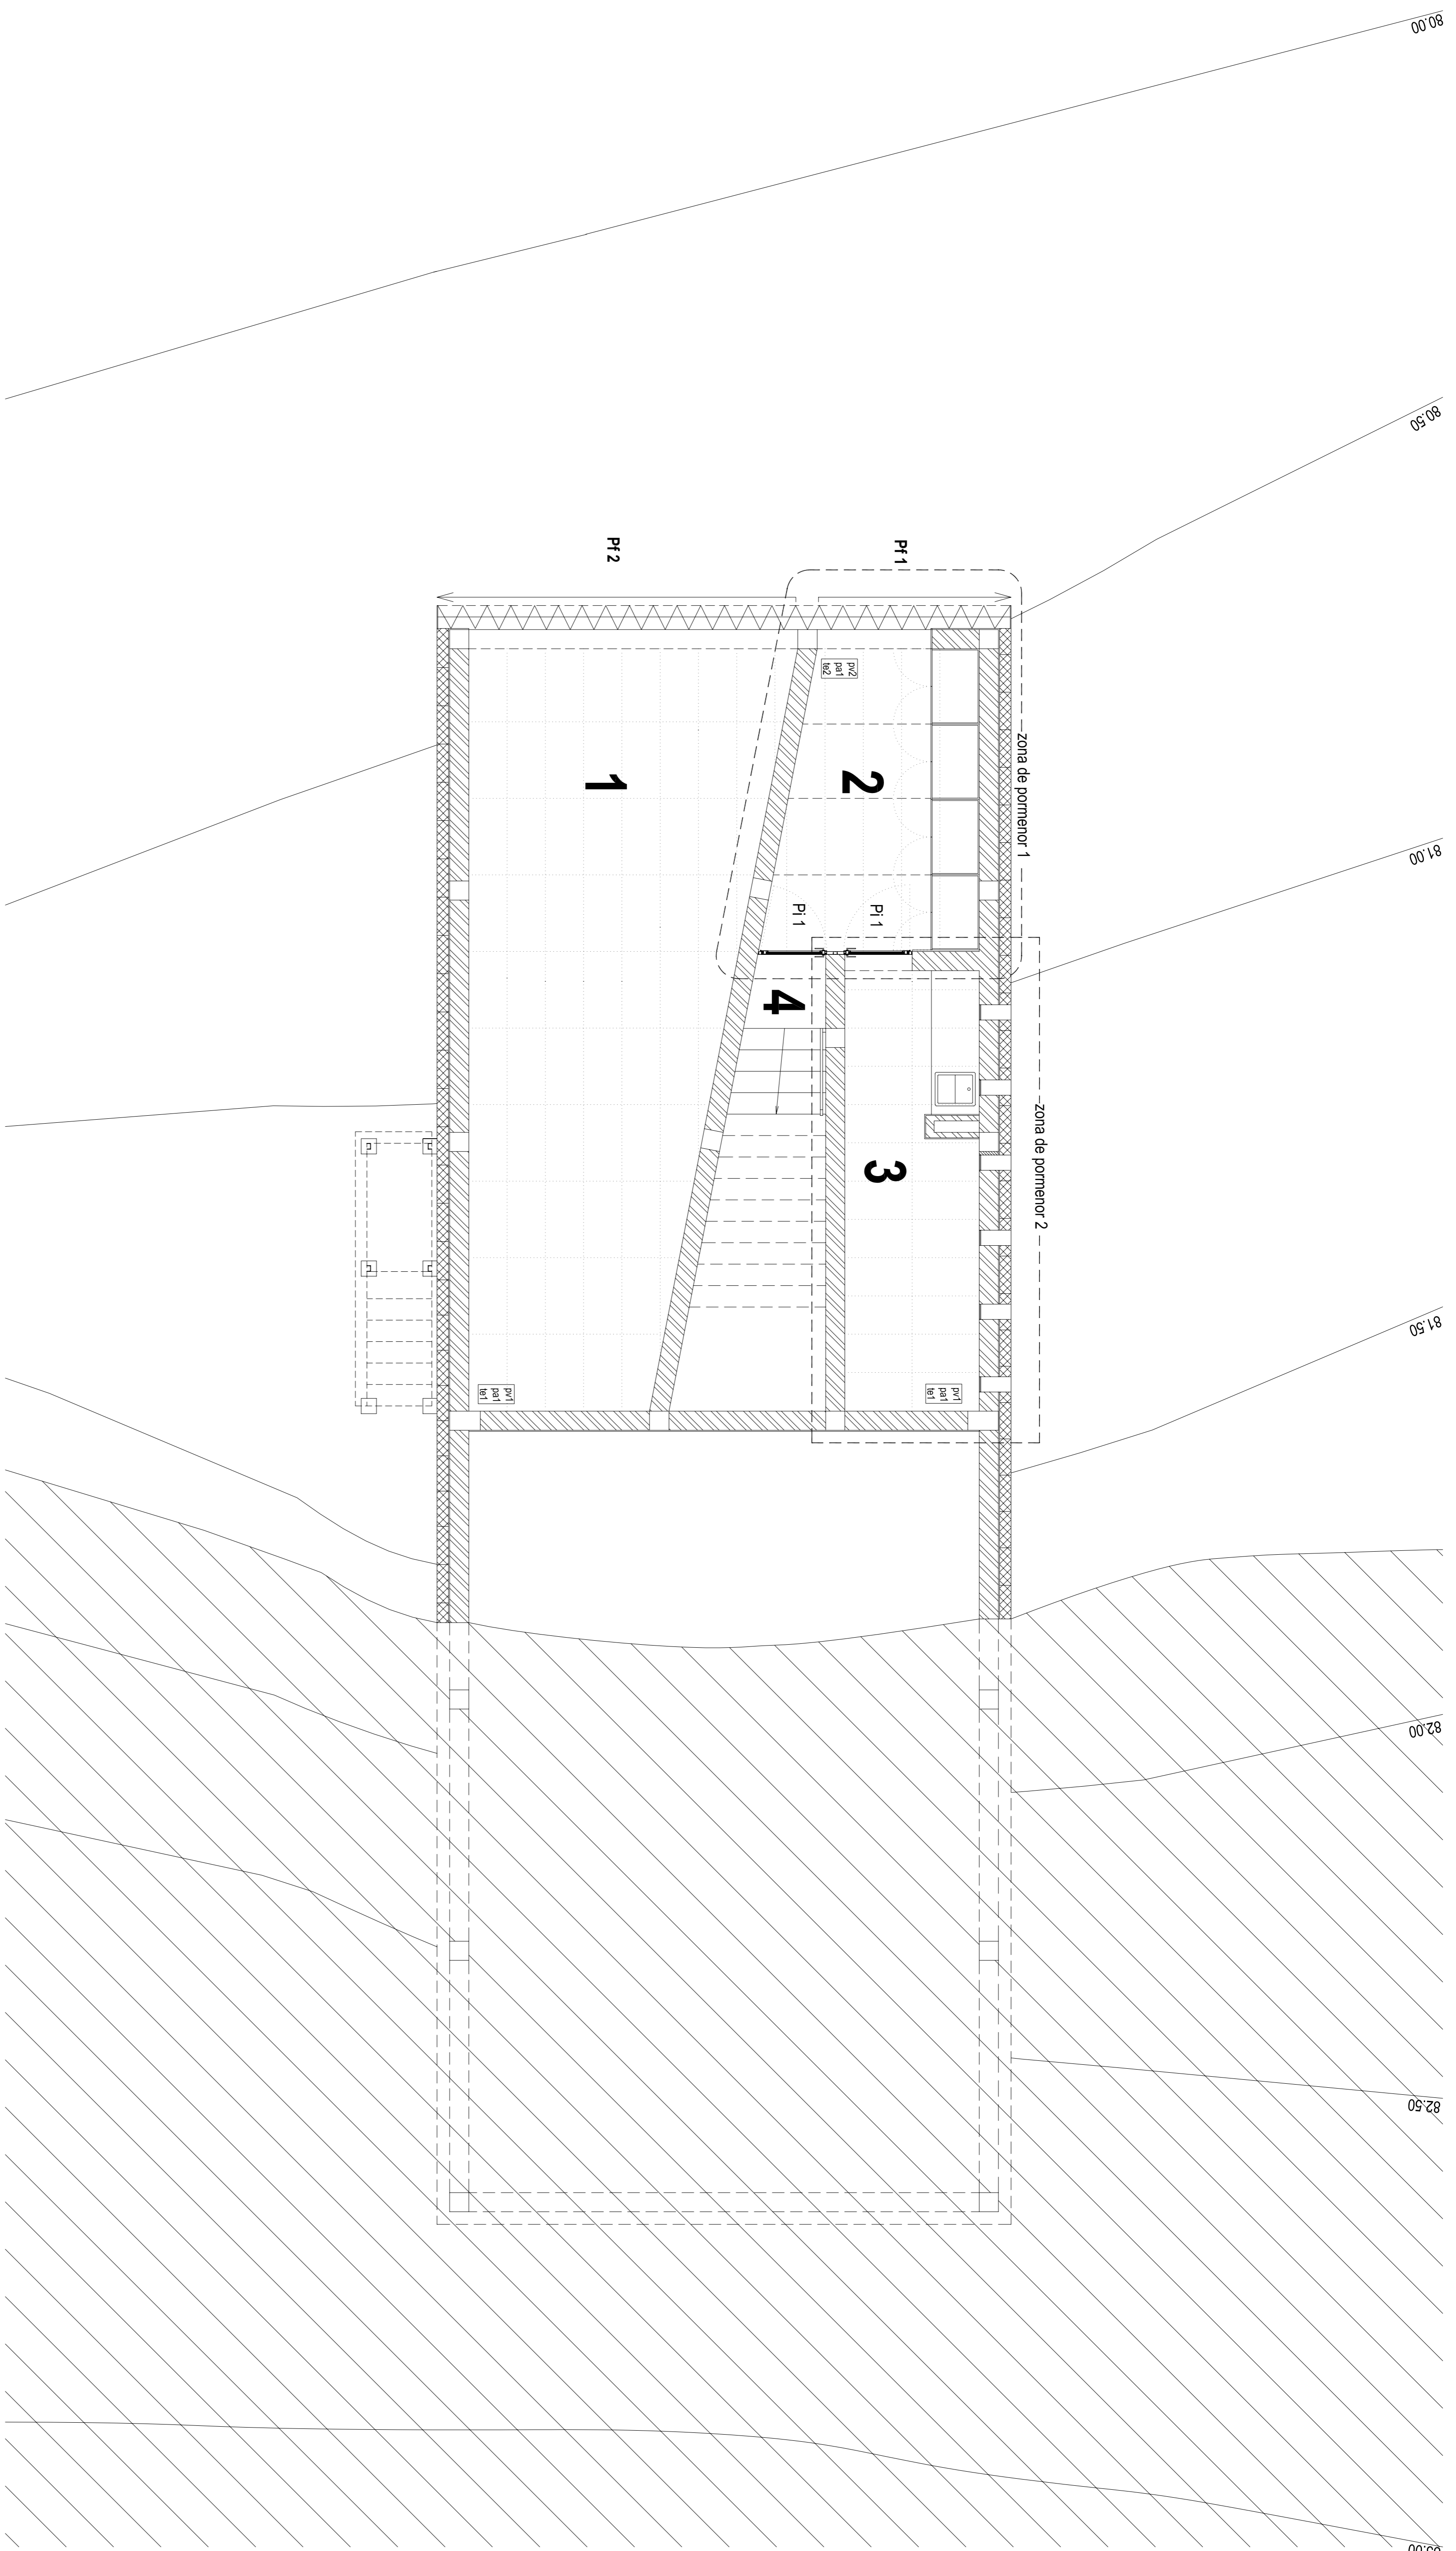 80.00
80.50
Pf 2
Pf 1
pv2
pa1
te2
zona de pormenor 1
1
2
81.00
Pi 1
Pi 1
4
zona de pormenor 2
3
81.50
pv1
pa1
te1
pv1
pa1
te1
82.00
82.50